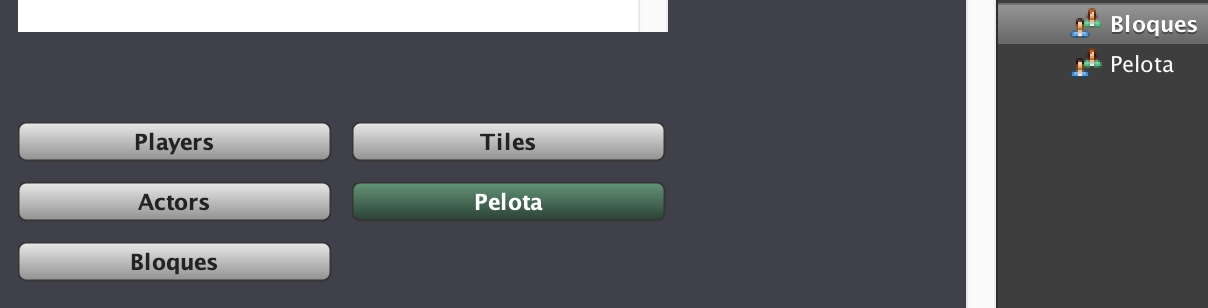 Players
Tiles
Actors
Pelota
Bloques
Bloques
Pelota